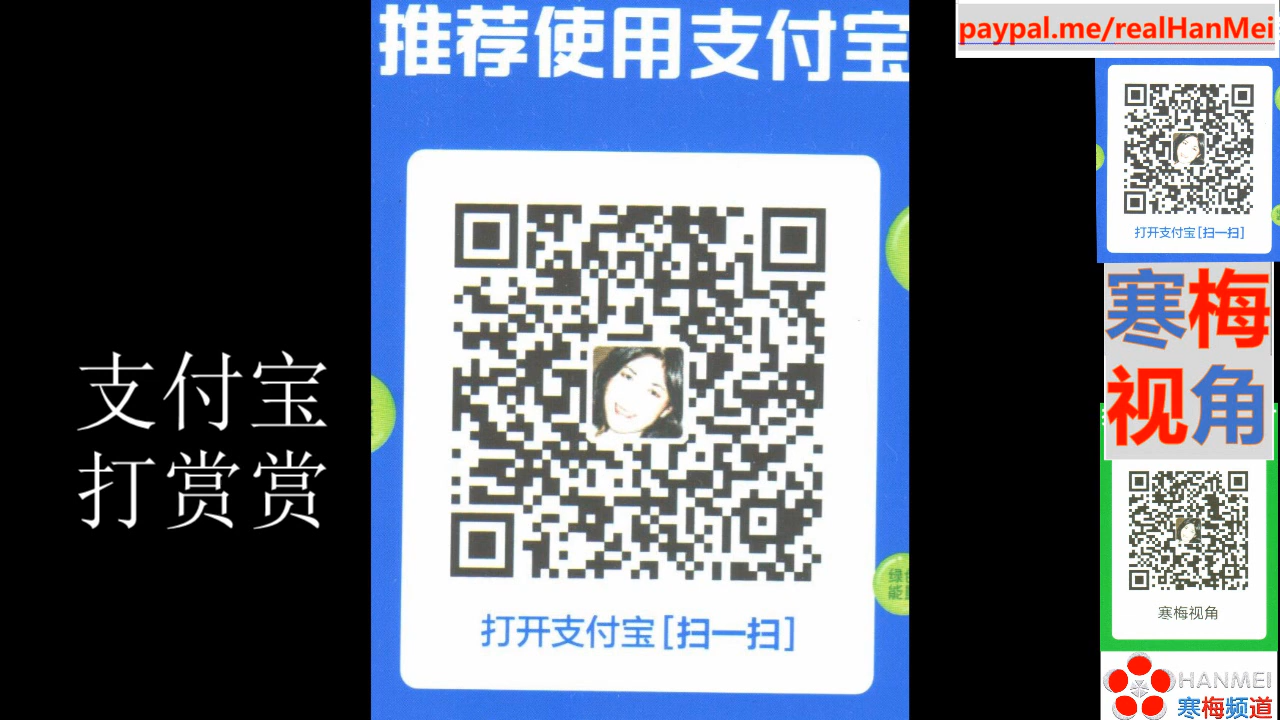 推荐使用支付宝
支付宝
打赏赏
打开支付宝[扫一扫]
paypal.me/realHanMei
打开支付宝[扫一扫]
寒梅
视角
寒梅视角
HANMEI
寒梅频道